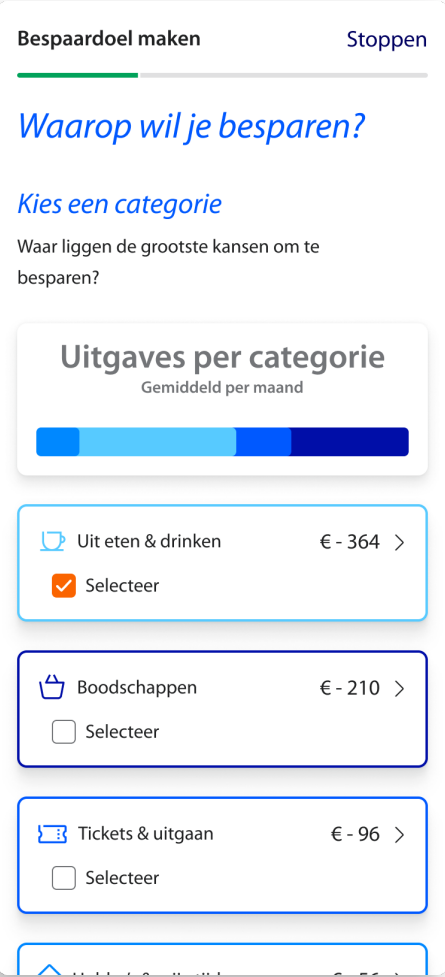 Bespaardoel maken
Stoppen
Waarop wil je besparen?
Kies een categorie
Waar liggen de grootste kansen om te
besparen?
Uitgaves per categorie
Gemiddeld per maand
Uit eten & drinken € - 364
Selecteer
Boodschappen € - 210
Selecteer
Tickets & uitgaan € - 96
Selecteer